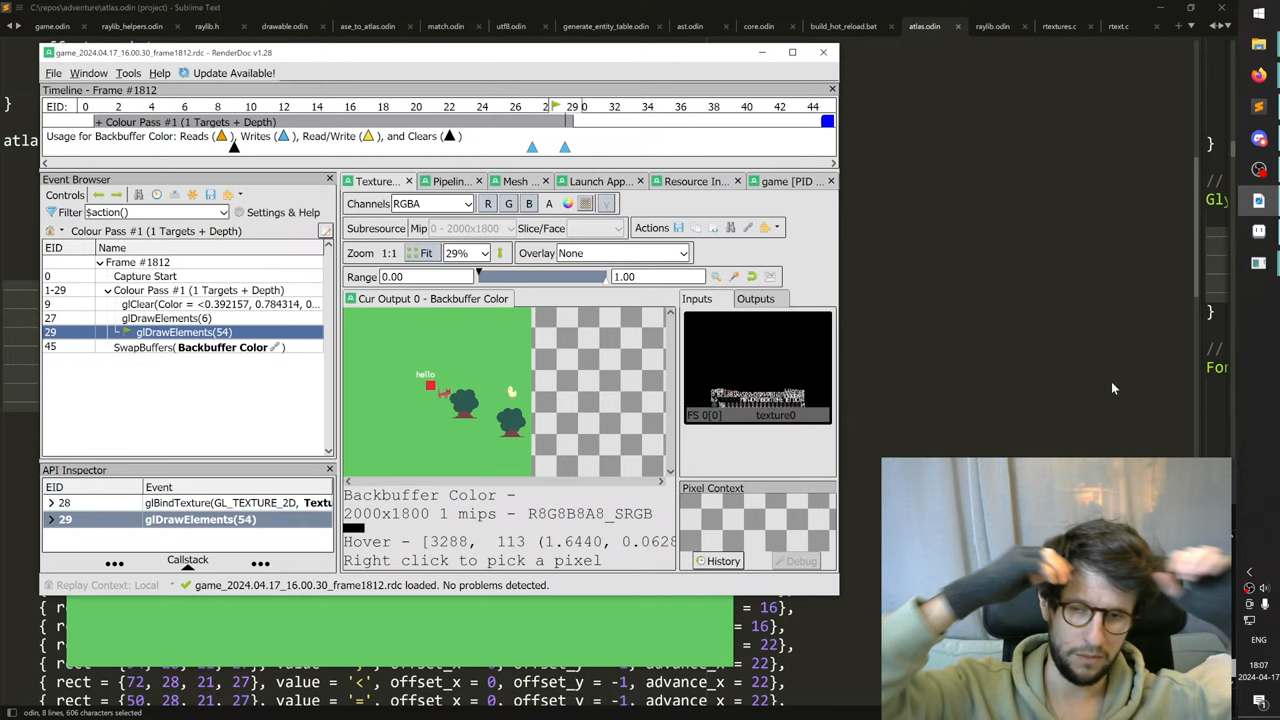 C:\repos\adventure\atlas.odin (project) - Sublime Text
game.odin raylib_helpers.odin raylib.h drawable.odin ase_to_atlas.odin match.odin utf8.odin generate_entity_table.odin ast.odin core.odin build_hot_reload.bat atlas.odin raylib.odin rtextures.c rtext.c
game_2024.04.17_16.00.30_frame1812.rdc - RenderDoc v1.28
File Window Tools Help Update Available!
Timeline - Frame #1812
EID: 0 2 4 6 8 10 12 14 16 18 20 22 24 26 2 29 0 32 34 36 38 40 42 44
+ Colour Pass #1 (1 Targets + Depth)
Usage for Backbuffer Color: Reads ( ), Writes ( ), Read/Write ( ), and Clears ( )
}
atla
Event Browser
Controls
Filter $action() Settings & Help
Colour Pass #1 (1 Targets + Depth)
EID Name
Frame #1812
0 Capture Start
1-29 Colour Pass #1 (1 Targets + Depth)
9 glClear(Color = <0.392157, 0.784314, 0...
27 glDrawElements(6)
29 glDrawElements(54)
45 SwapBuffers( Backbuffer Color )
API Inspector
EID Event
28 glBindTexture(GL_TEXTURE_2D, Textu
29 glDrawElements(54)
Callstack
Texture... Pipelin... Mesh ... Launch App... Resource In... game [PID ...
Channels RGBA R G B A γ
Subresource Mip 0 - 2000x1800 Slice/Face Actions
Zoom 1:1 Fit 29% Overlay None
Range 0.00 1.00
Cur Output 0 - Backbuffer Color
hello
Backbuffer Color -
2000x1800 1 mips - R8G8B8A8_SRGB
Hover - [3288, 113 (1.6440, 0.0628
Right click to pick a pixel
Inputs Outputs
FS 0[0] texture0
Pixel Context
History Debug
Replay Context: Local game_2024.04.17_16.00.30_frame1812.rdc loaded. No problems detected.
}
//
Gly
}
//
For
= 16},
= 16},
= 22},
{ rect = {72, 28, 21, 27}, value = '<', offset_x = 0, offset_y = -1, advance_x = 22},
{ rect = {50, 28, 21, 27}, value = '=', offset_x = 0, offset_y = -1, advance_x = 22},
odin, 8 lines, 606 characters selected
ENG
18:07
2024-04-17